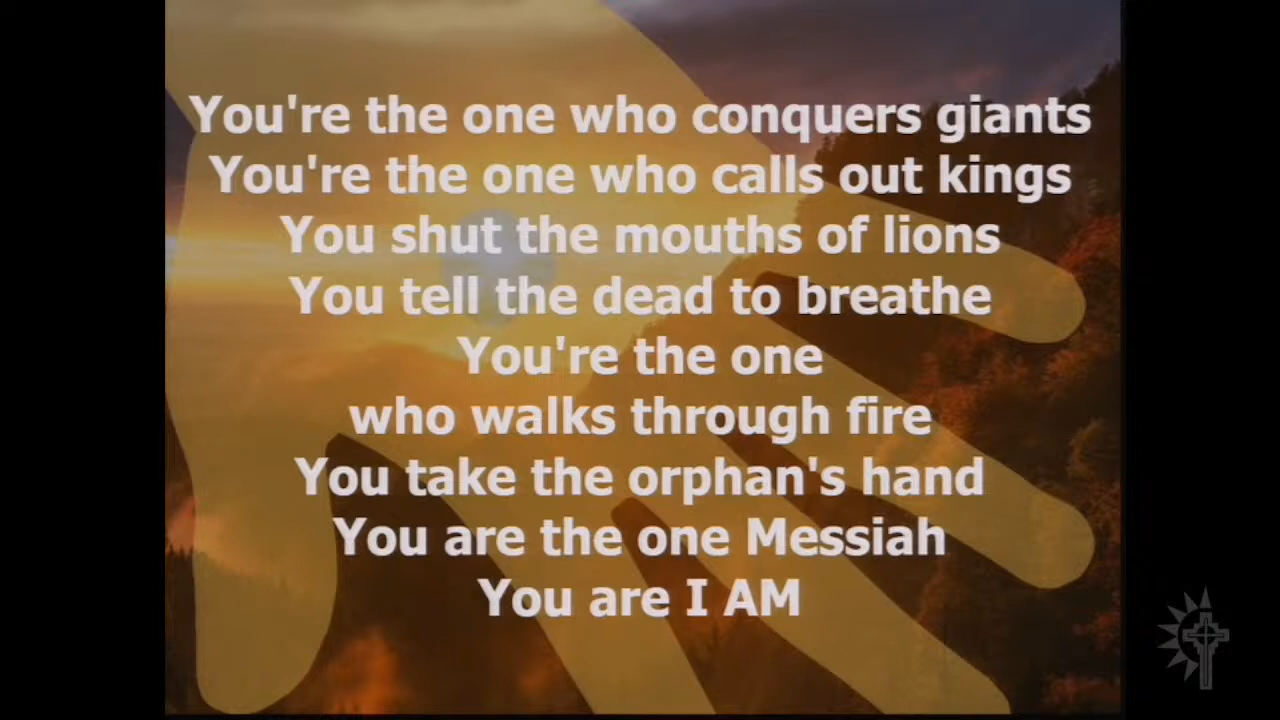 You're the one who conquers giants
You're the one who calls out kings
You shut the mouths of lions
You tell the dead to breathe
You're the one
who walks through fire
You take the orphan's hand
You are the one Messiah
You are I AM